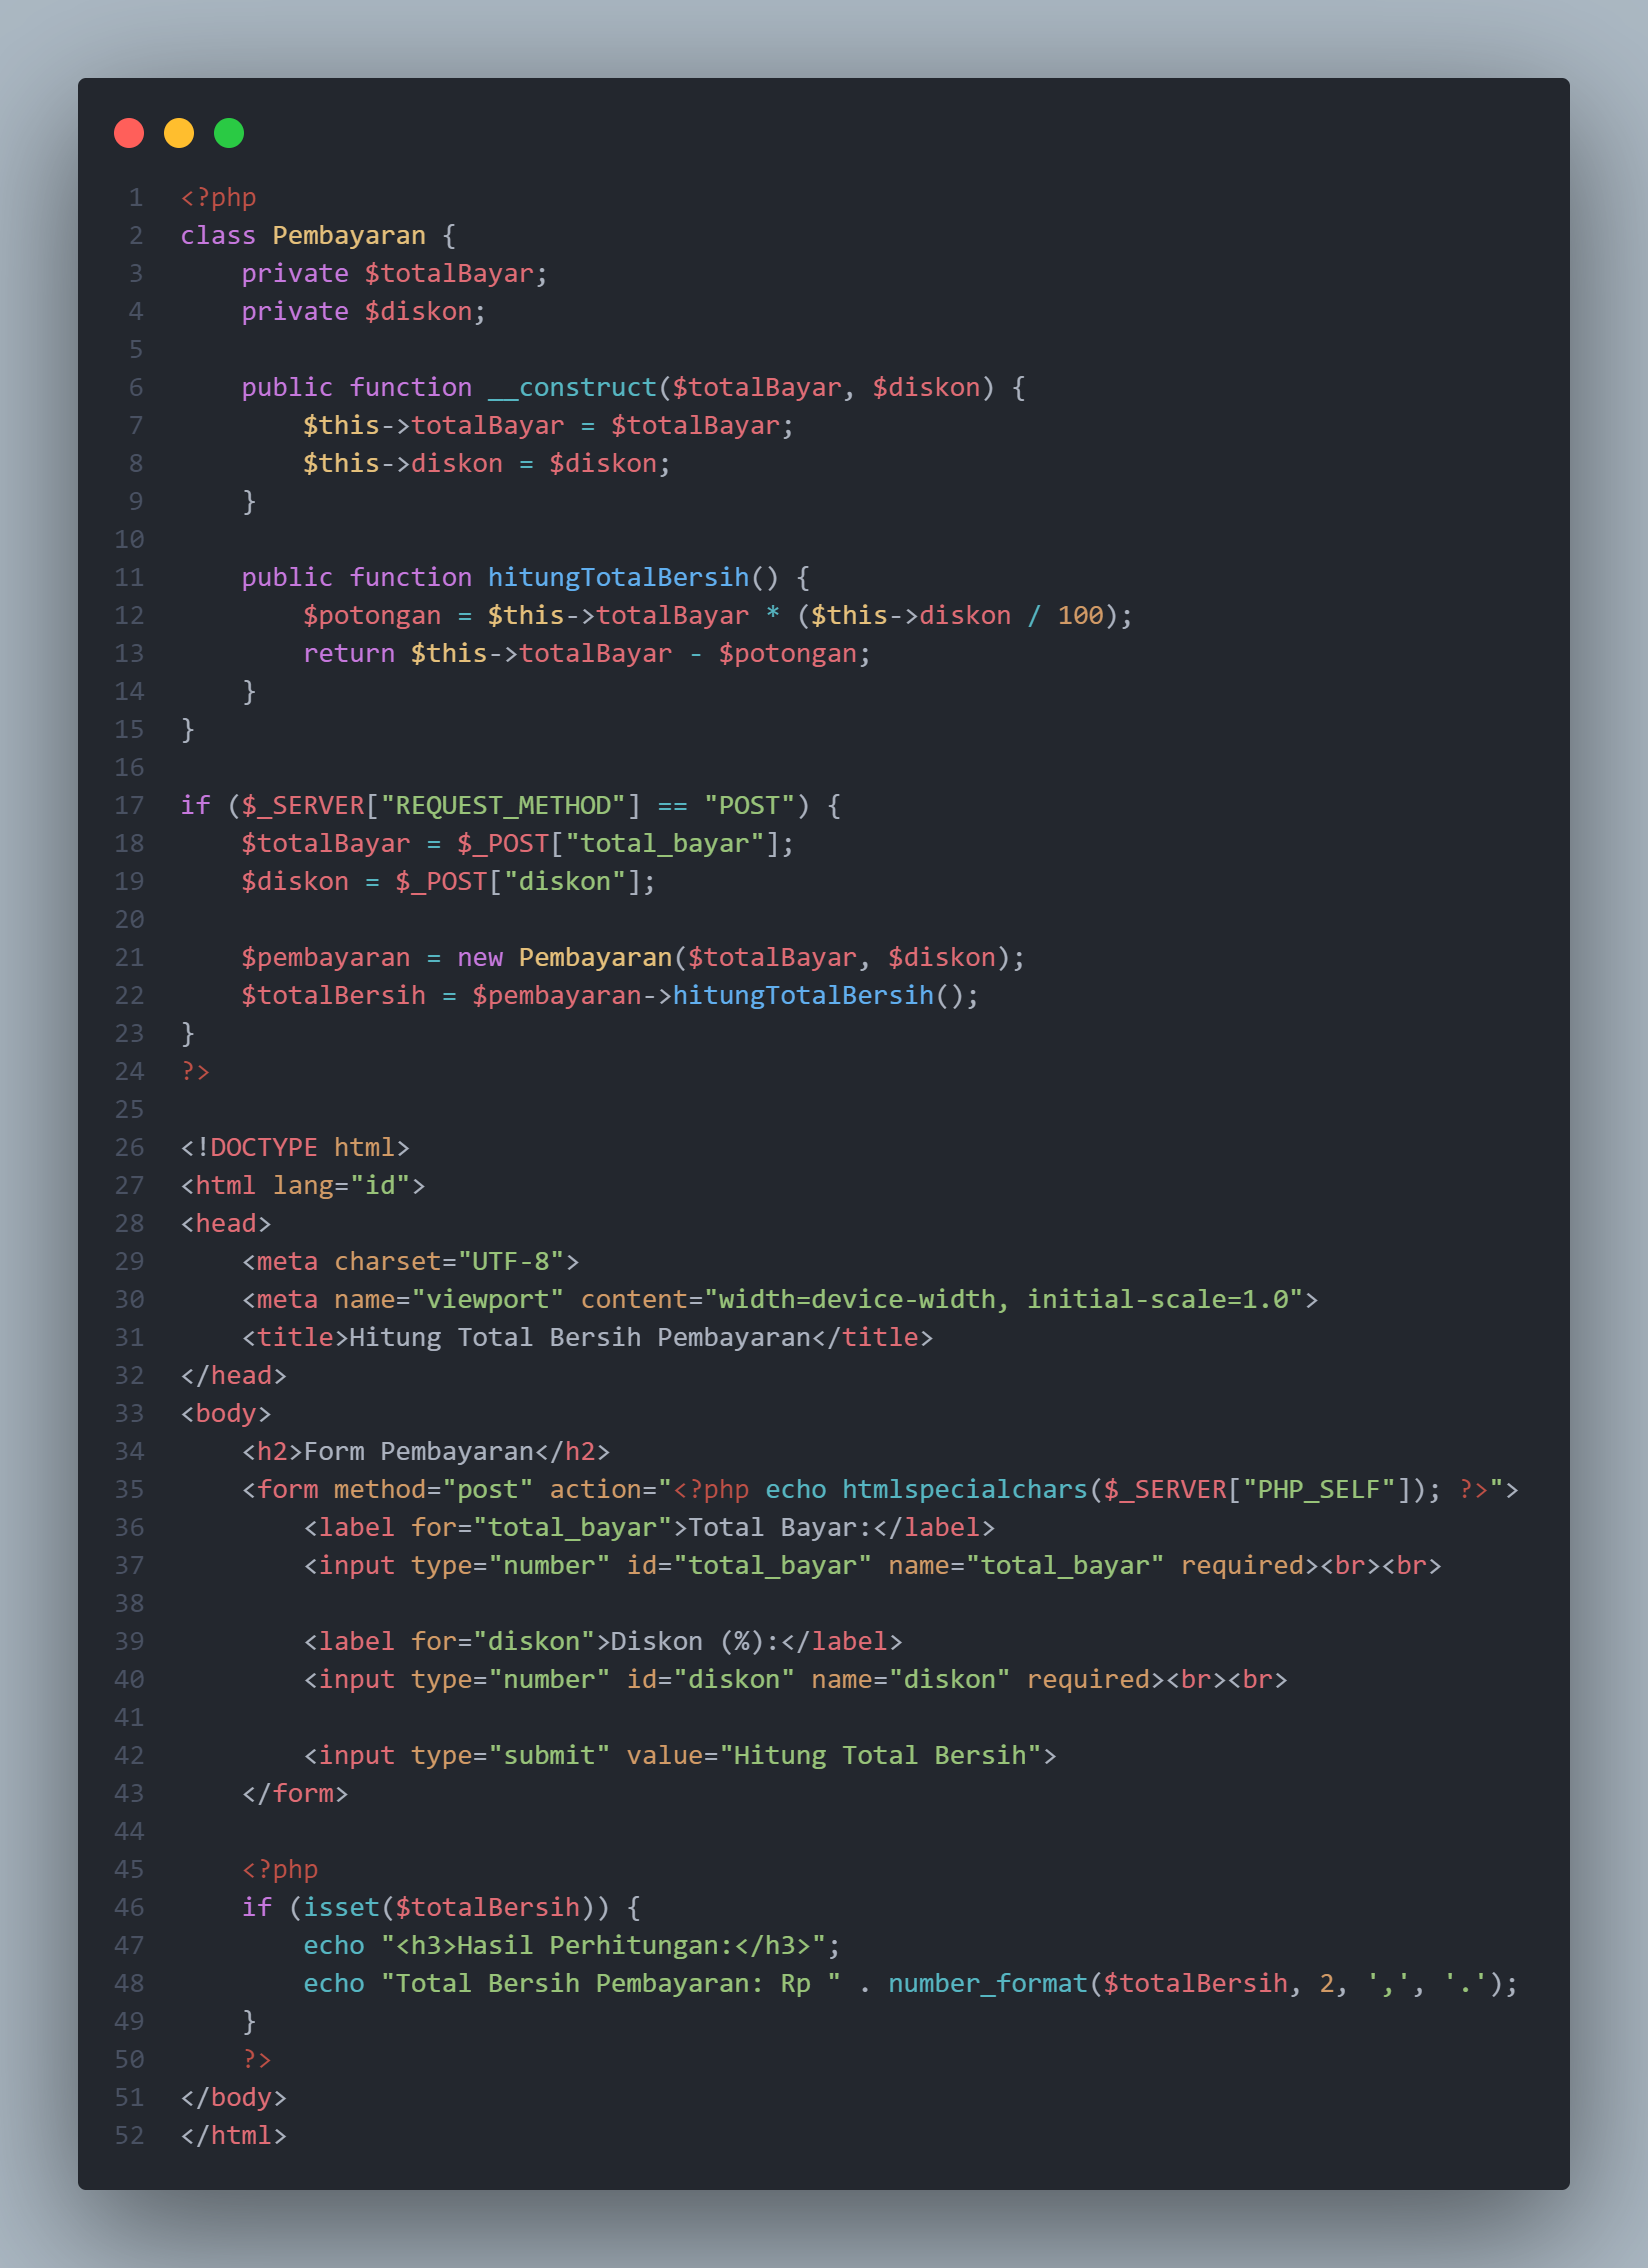 1 <?php
2 class Pembayaran {
3     private $totalBayar;
4     private $diskon;
5
6     public function __construct($totalBayar, $diskon) {
7         $this->totalBayar = $totalBayar;
8         $this->diskon = $diskon;
9     }
10
11     public function hitungTotalBersih() {
12         $potongan = $this->totalBayar * ($this->diskon / 100);
13         return $this->totalBayar - $potongan;
14     }
15 }
16
17 if ($_SERVER["REQUEST_METHOD"] == "POST") {
18     $totalBayar = $_POST["total_bayar"];
19     $diskon = $_POST["diskon"];
20
21     $pembayaran = new Pembayaran($totalBayar, $diskon);
22     $totalBersih = $pembayaran->hitungTotalBersih();
23 }
24 ?>
25
26 <!DOCTYPE html>
27 <html lang="id">
28 <head>
29     <meta charset="UTF-8">
30     <meta name="viewport" content="width=device-width, initial-scale=1.0">
31     <title>Hitung Total Bersih Pembayaran</title>
32 </head>
33 <body>
34     <h2>Form Pembayaran</h2>
35     <form method="post" action="<?php echo htmlspecialchars($_SERVER["PHP_SELF"]); ?>">
36         <label for="total_bayar">Total Bayar:</label>
37         <input type="number" id="total_bayar" name="total_bayar" required><br><br>
38
39         <label for="diskon">Diskon (%):</label>
40         <input type="number" id="diskon" name="diskon" required><br><br>
41
42         <input type="submit" value="Hitung Total Bersih">
43     </form>
44
45     <?php
46     if (isset($totalBersih)) {
47         echo "<h3>Hasil Perhitungan:</h3>";
48         echo "Total Bersih Pembayaran: Rp " . number_format($totalBersih, 2, ',', '.');
49     }
50     ?>
51 </body>
52 </html>